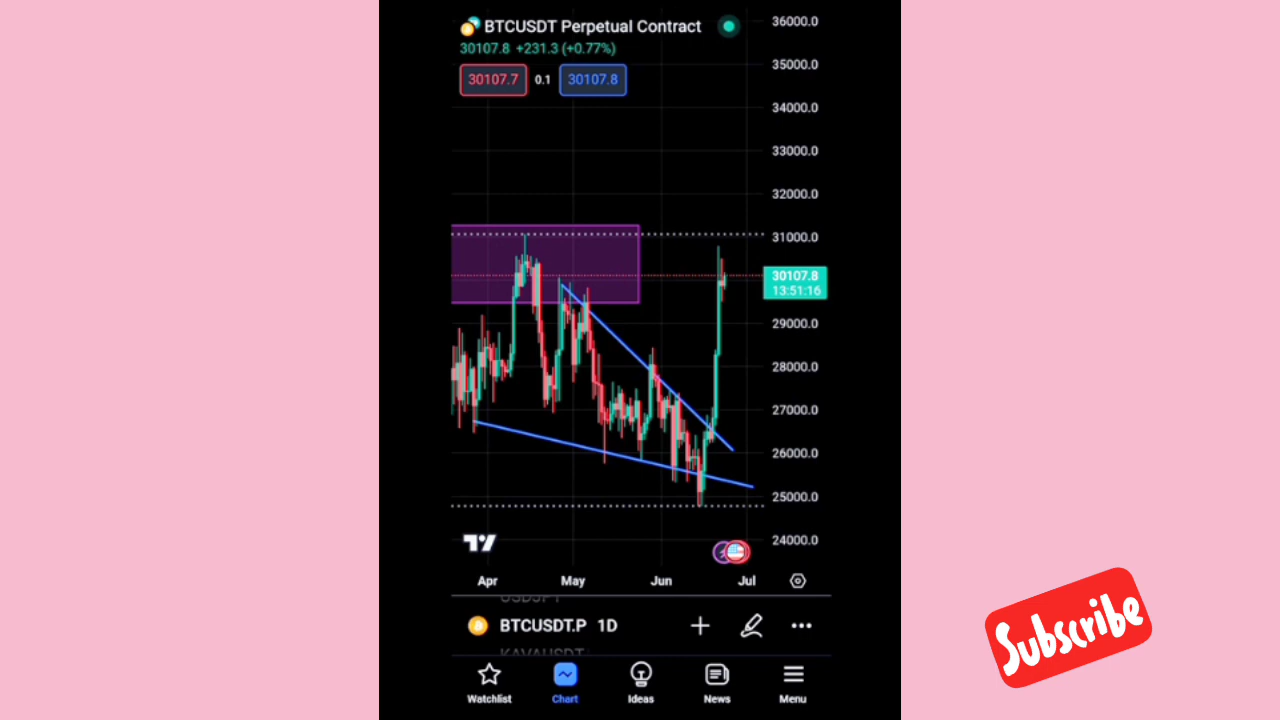 BTCUSDT Perpetual Contract
30107.8 +231.3 (+0.77%)
30107.7 0.1 30107.8
36000.0
35000.0
34000.0
33000.0
32000.0
31000.0
30107.8
13:51:16
29000.0
28000.0
27000.0
26000.0
25000.0
24000.0
Apr May Jun Jul
USDJPY
BTCUSDT.P 1D
KAVAUSDT
Watchlist Chart Ideas News Menu
Subscribe